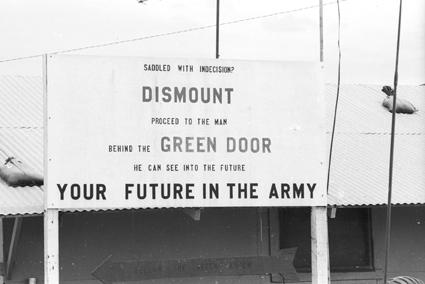 SADDLED WITH INDECISION?
DISMOUNT
PROCEED TO THE MAN
BEHIND THE GREEN DOOR
HE CAN SEE INTO THE FUTURE
YOUR FUTURE IN THE ARMY